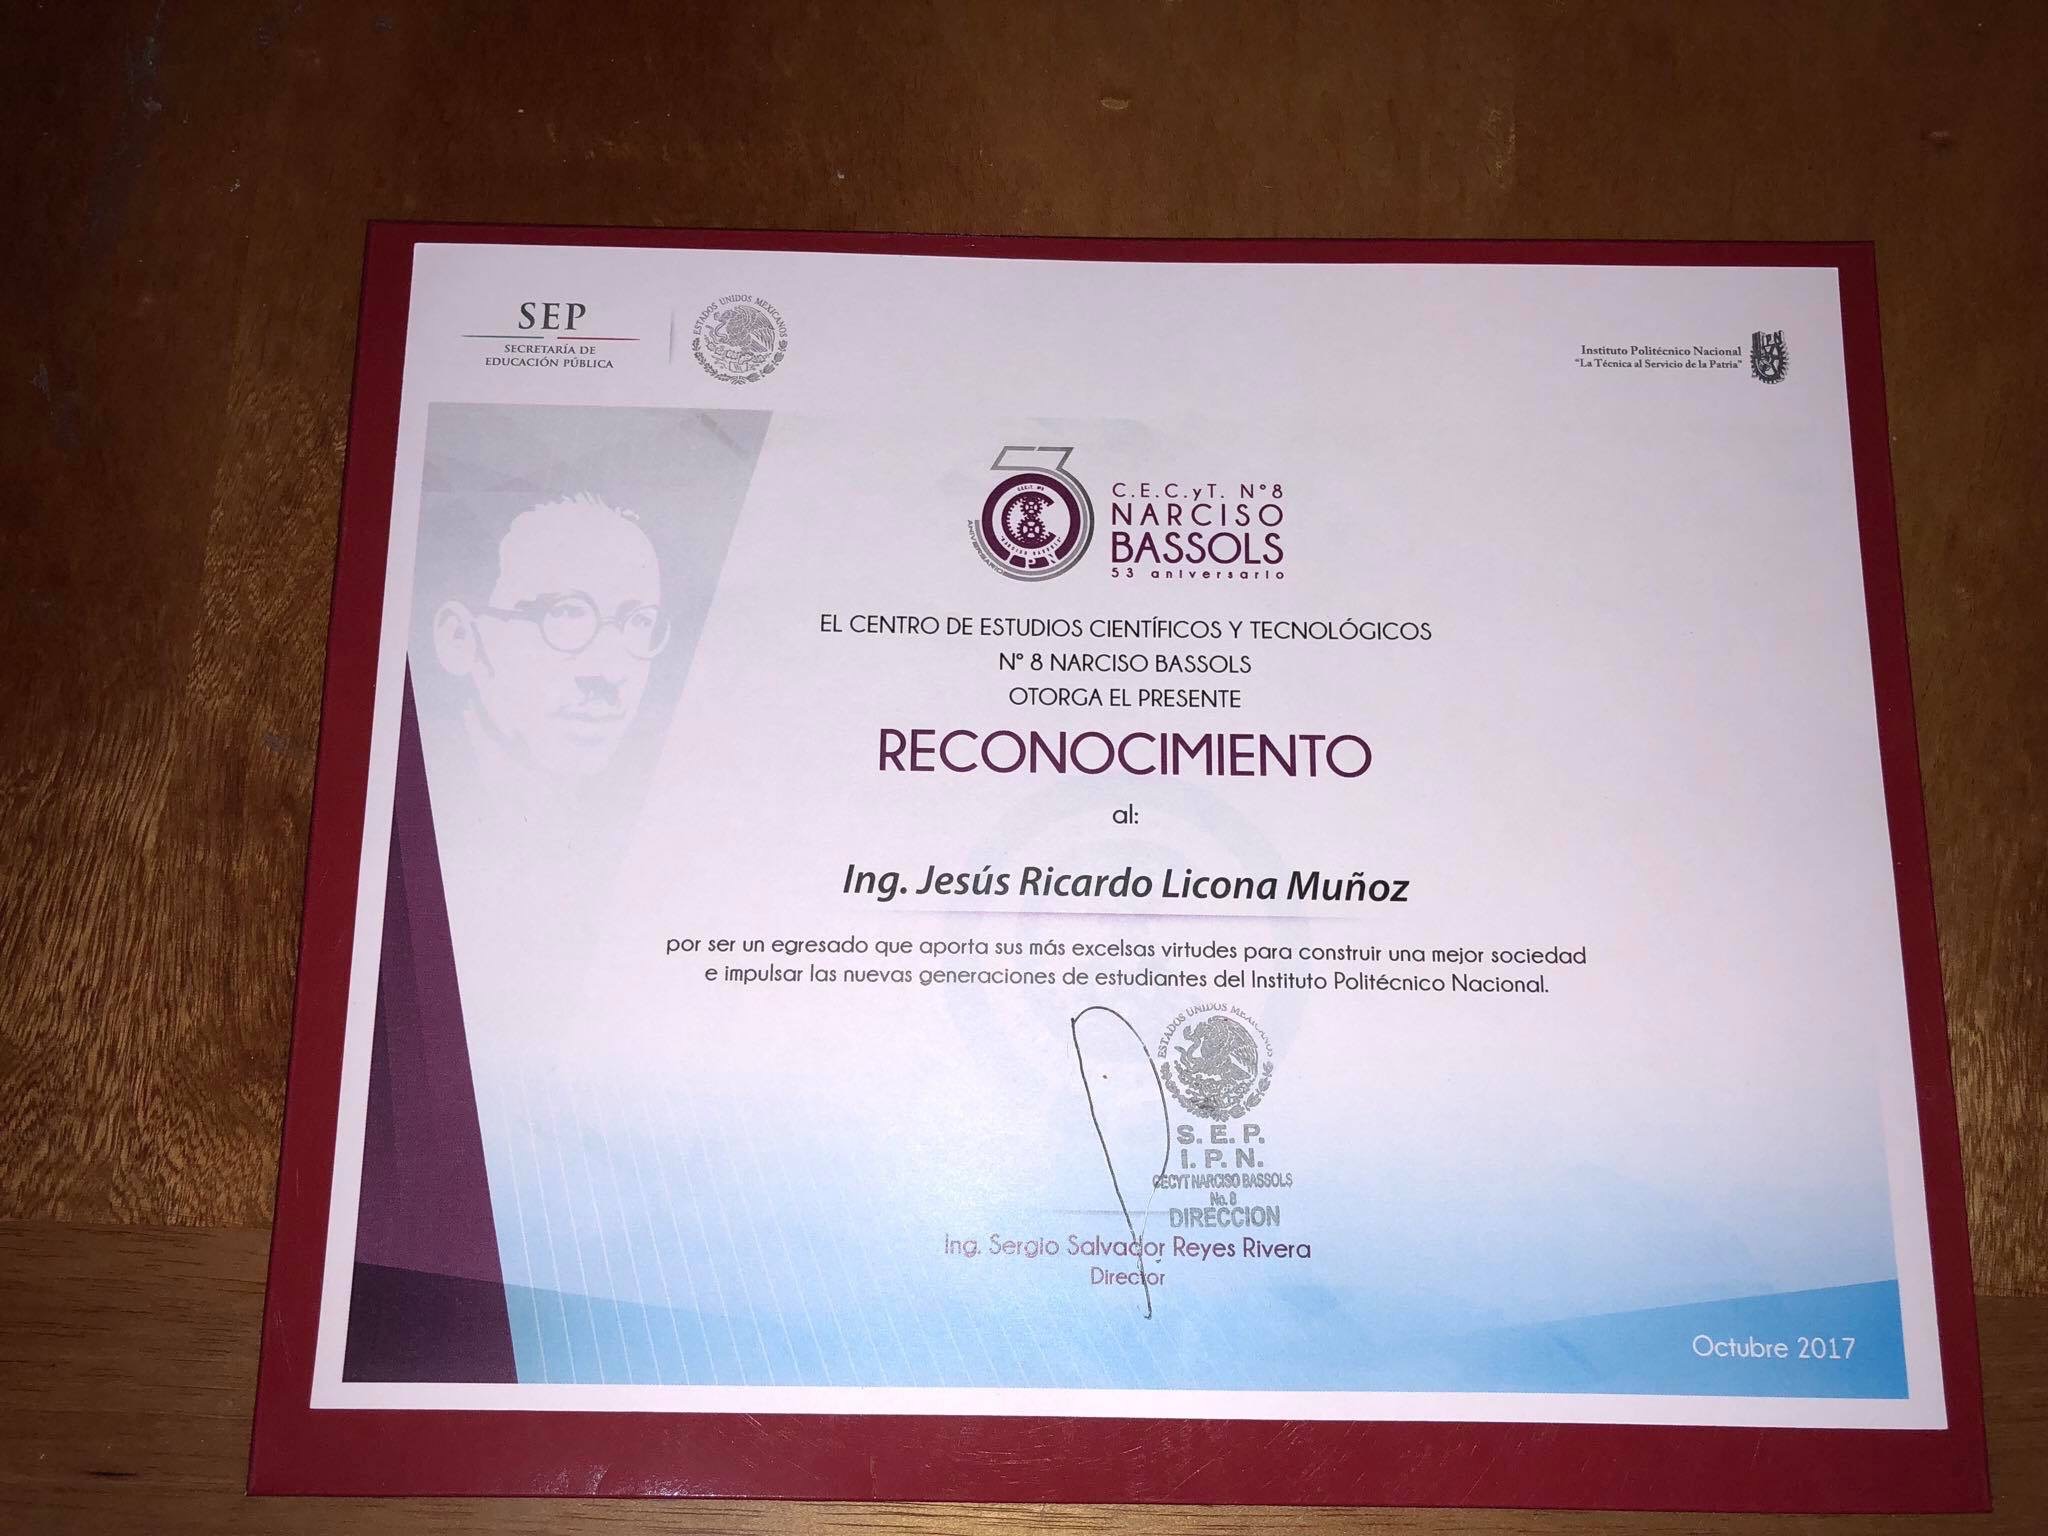 SEP
SECRETARÍA DE
EDUCACIÓN PÚBLICA
ESTADOS UNIDOS MEXICANOS
Instituto Politécnico Nacional
"La Técnica al Servicio de la Patria"
ANIVERSARIO
C.E.C.yT. N°8
NARCISO
BASSOLS
53 aniversario
EL CENTRO DE ESTUDIOS CIENTÍFICOS Y TECNOLÓGICOS
N° 8 NARCISO BASSOLS
OTORGA EL PRESENTE
RECONOCIMIENTO
al:
Ing. Jesús Ricardo Licona Muñoz
por ser un egresado que aporta sus más excelsas virtudes para construir una mejor sociedad
e impulsar las nuevas generaciones de estudiantes del Instituto Politécnico Nacional.
ESTADOS UNIDOS MEXICANOS
S. E. P.
I. P. N.
CECYT NARCISO BASSOLS
No. 8
DIRECCION
Ing. Sergio Salvador Reyes Rivera
Director
Octubre 2017